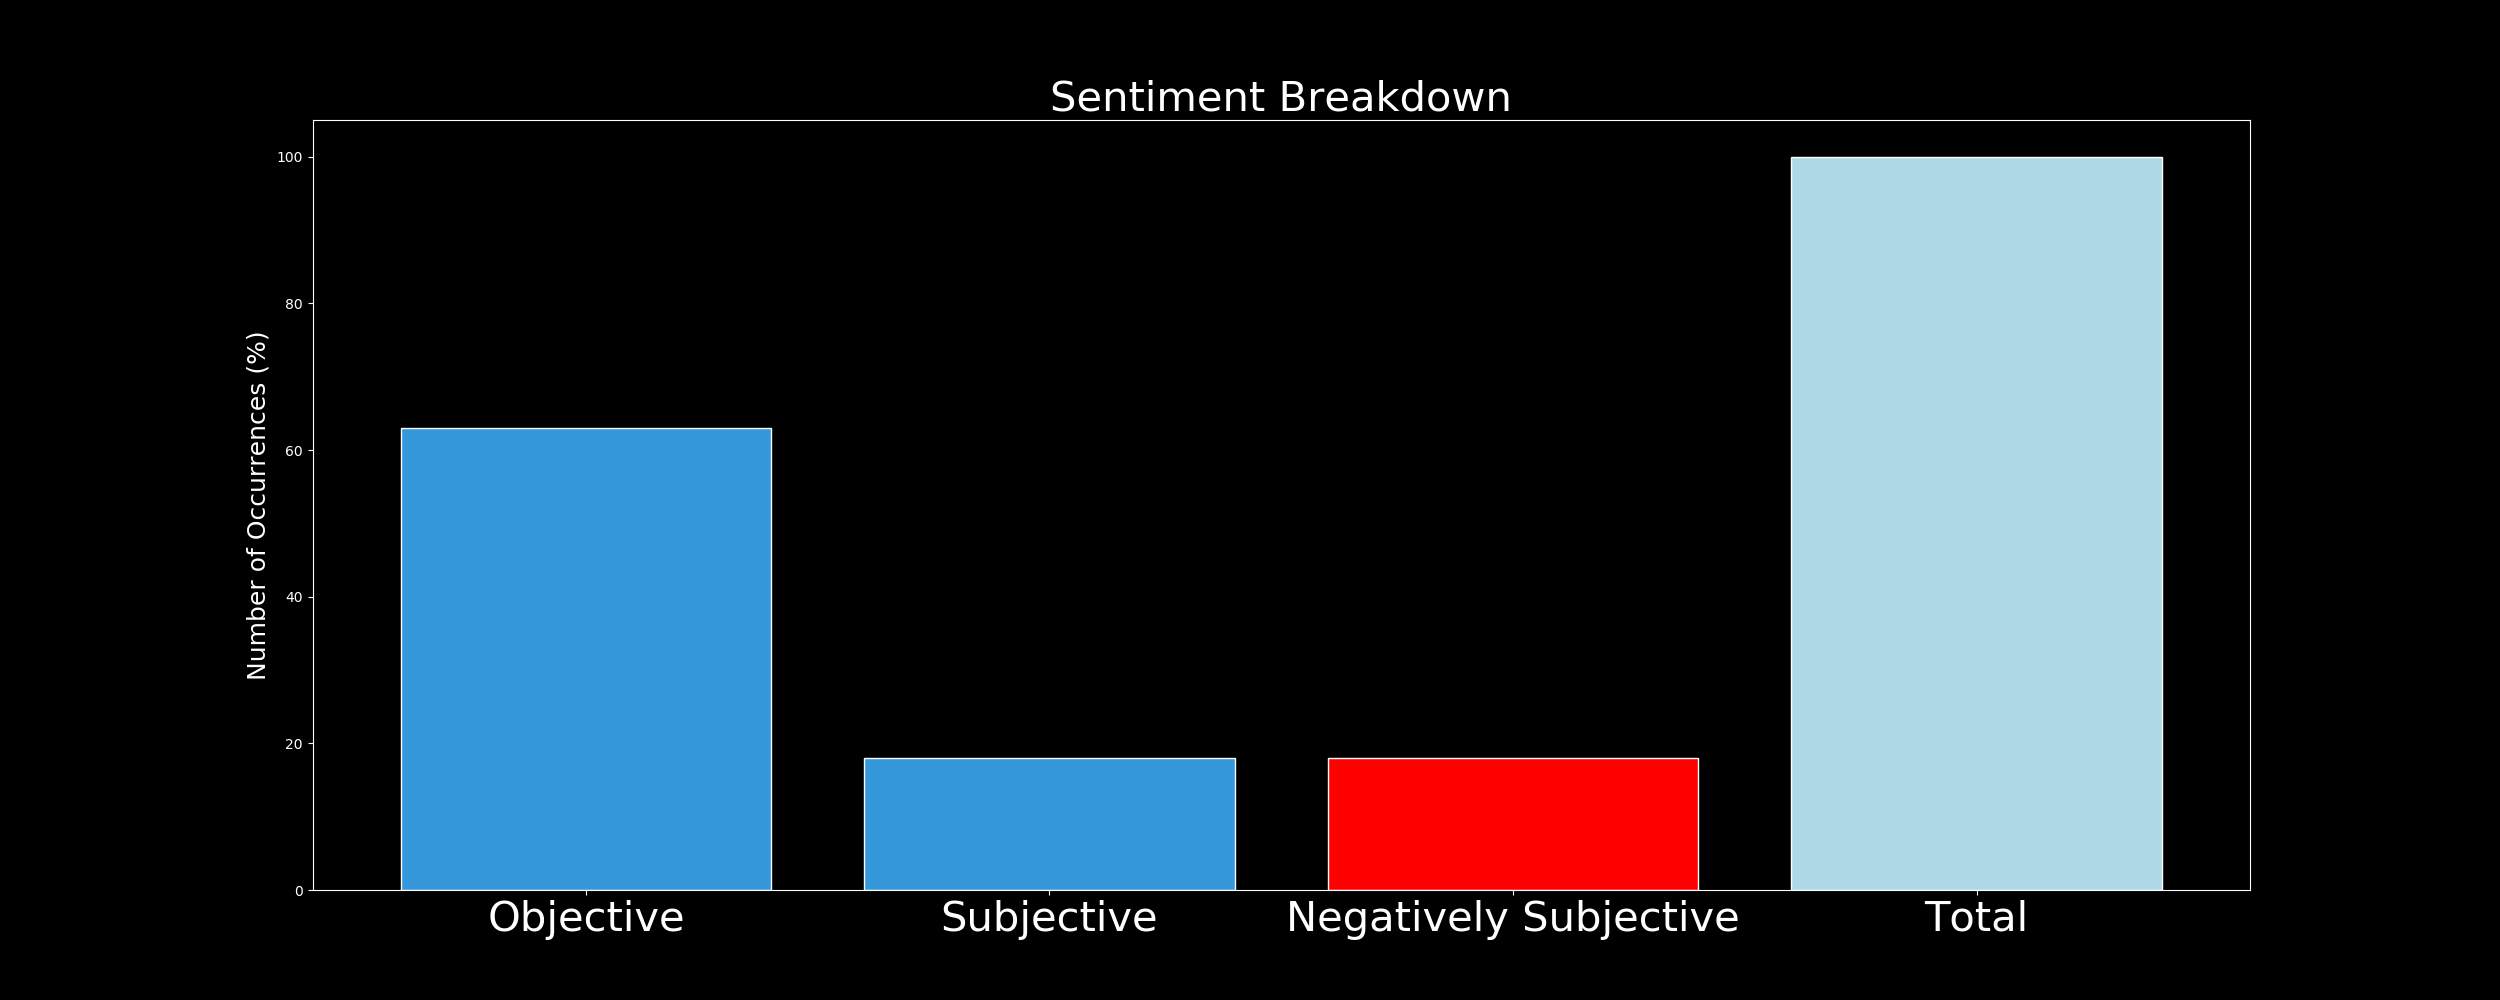 Sentiment Breakdown
Number of Occurrences (%)
100
80
60
40
20
0
Objective
Subjective
Negatively Subjective
Total